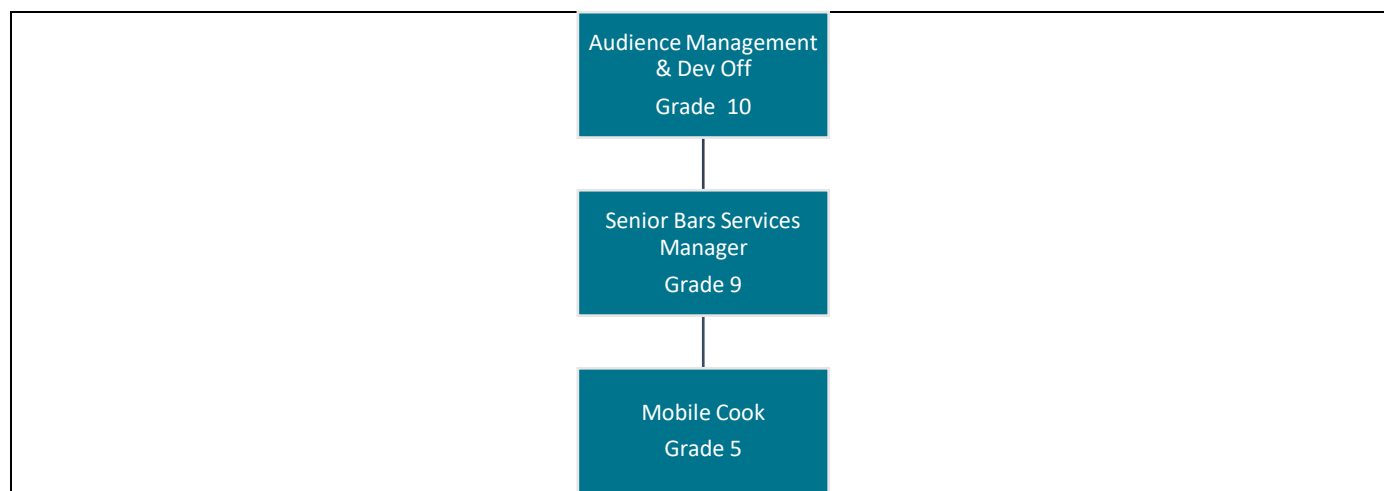 Audience Management
& Dev Off
Grade  10
Senior Bars Services
Manager
Grade 9
Mobile Cook
Grade 5